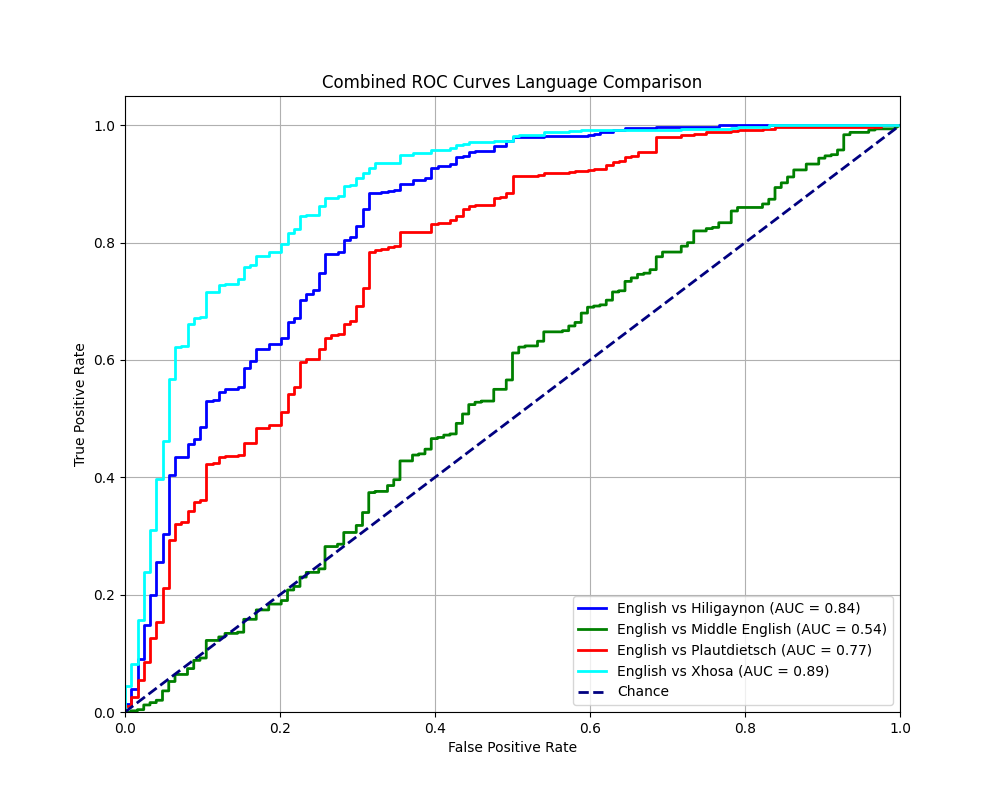 Combined ROC Curves Language Comparison
True Positive Rate
1.0
0.8
0.6
0.4
0.2
0.0
English vs Hiligaynon (AUC = 0.84)
English vs Middle English (AUC = 0.54)
English vs Plautdietsch (AUC = 0.77)
English vs Xhosa (AUC = 0.89)
Chance
0.0 0.2 0.4 0.6 0.8 1.0
False Positive Rate